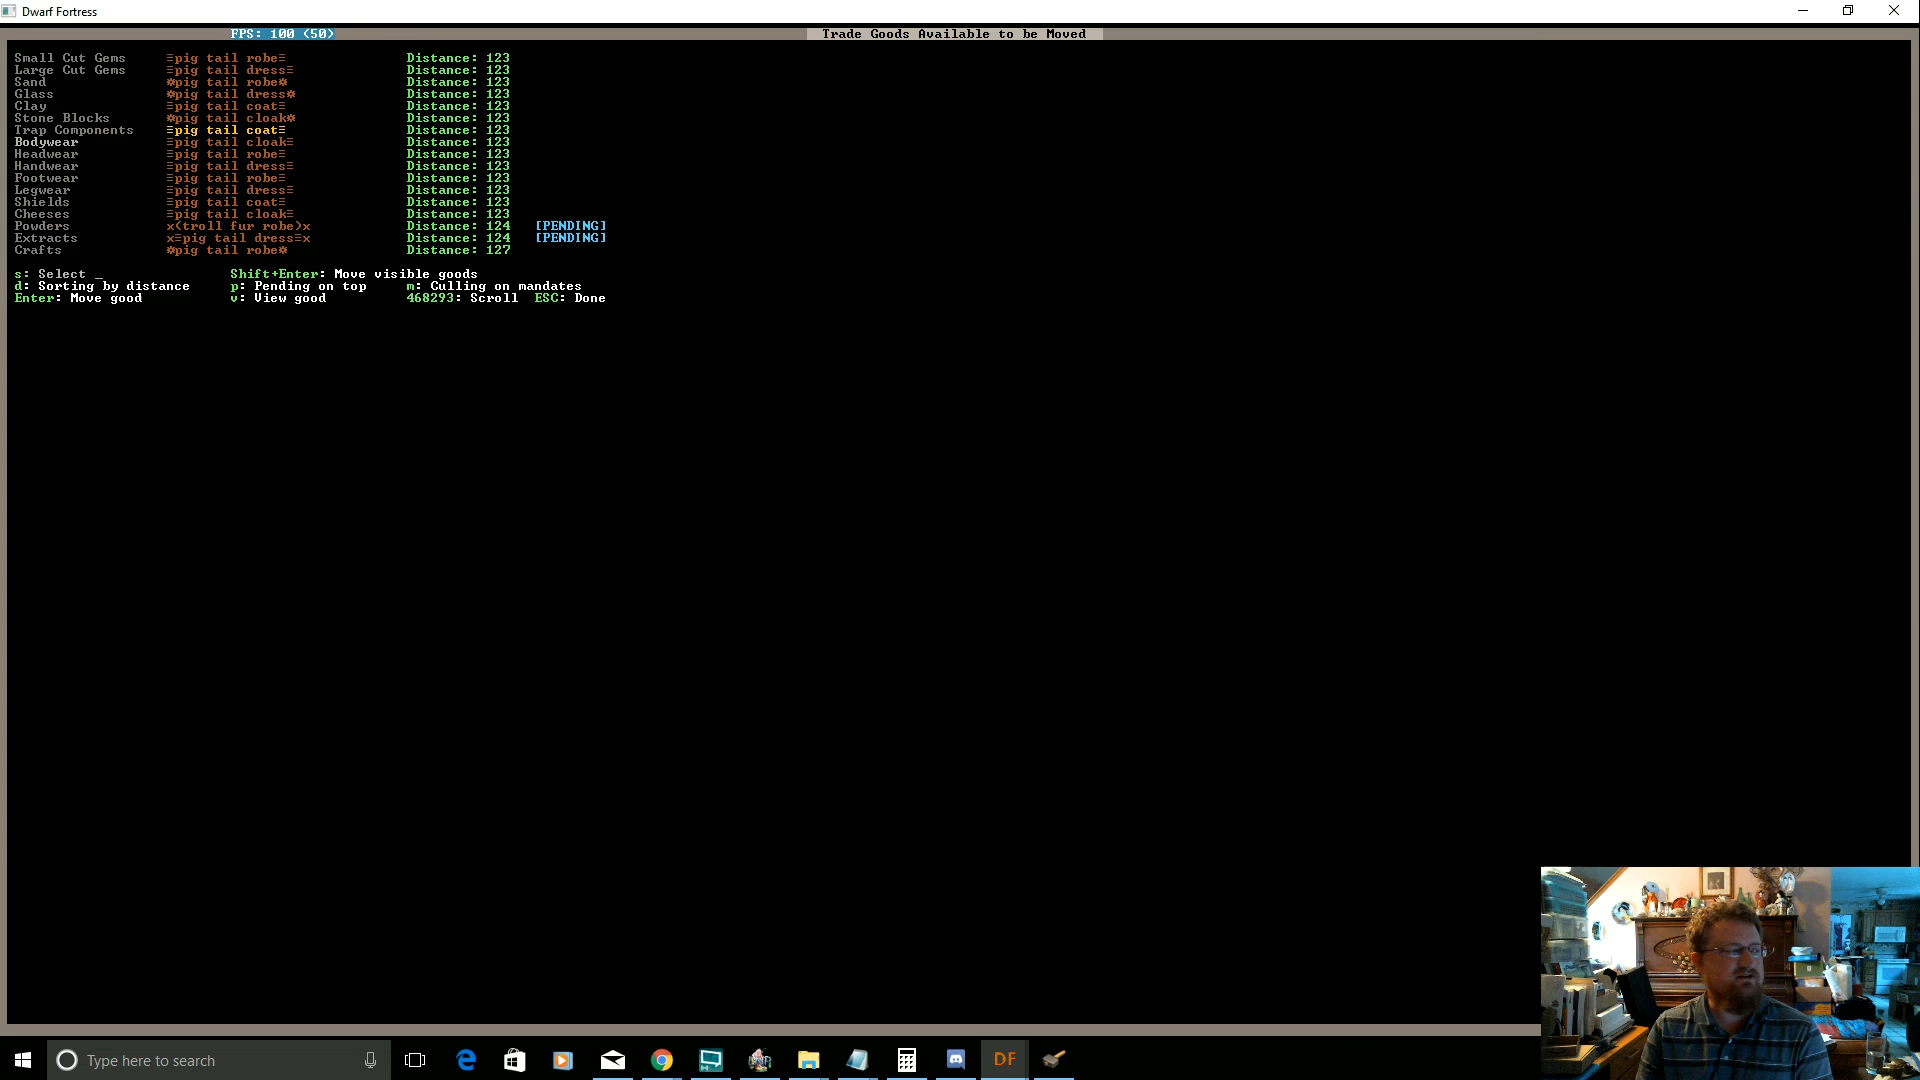 Dwarf Fortress
FPS: 100 (50) Trade Goods Available to be Moved
Small Cut Gems ≡pig tail robe≡ Distance: 123
Large Cut Gems ≡pig tail dress≡ Distance: 123
Sand ☼pig tail robe☼ Distance: 123
Glass ☼pig tail dress☼ Distance: 123
Clay ≡pig tail coat≡ Distance: 123
Stone Blocks ☼pig tail cloak☼ Distance: 123
Trap Components ≡pig tail coat≡ Distance: 123
Bodywear ≡pig tail cloak≡ Distance: 123
Headwear ≡pig tail robe≡ Distance: 123
Handwear ≡pig tail dress≡ Distance: 123
Footwear ≡pig tail robe≡ Distance: 123
Legwear ≡pig tail dress≡ Distance: 123
Shields ≡pig tail coat≡ Distance: 123
Cheeses ≡pig tail cloak≡ Distance: 123
Powders x(troll fur robe)x Distance: 124 [PENDING]
Extracts x≡pig tail dress≡x Distance: 124 [PENDING]
Crafts ☼pig tail robe☼ Distance: 127
s: Select _ Shift+Enter: Move visible goods
d: Sorting by distance p: Pending on top m: Culling on mandates
Enter: Move good v: View good 468293: Scroll ESC: Done
Type here to search
DF